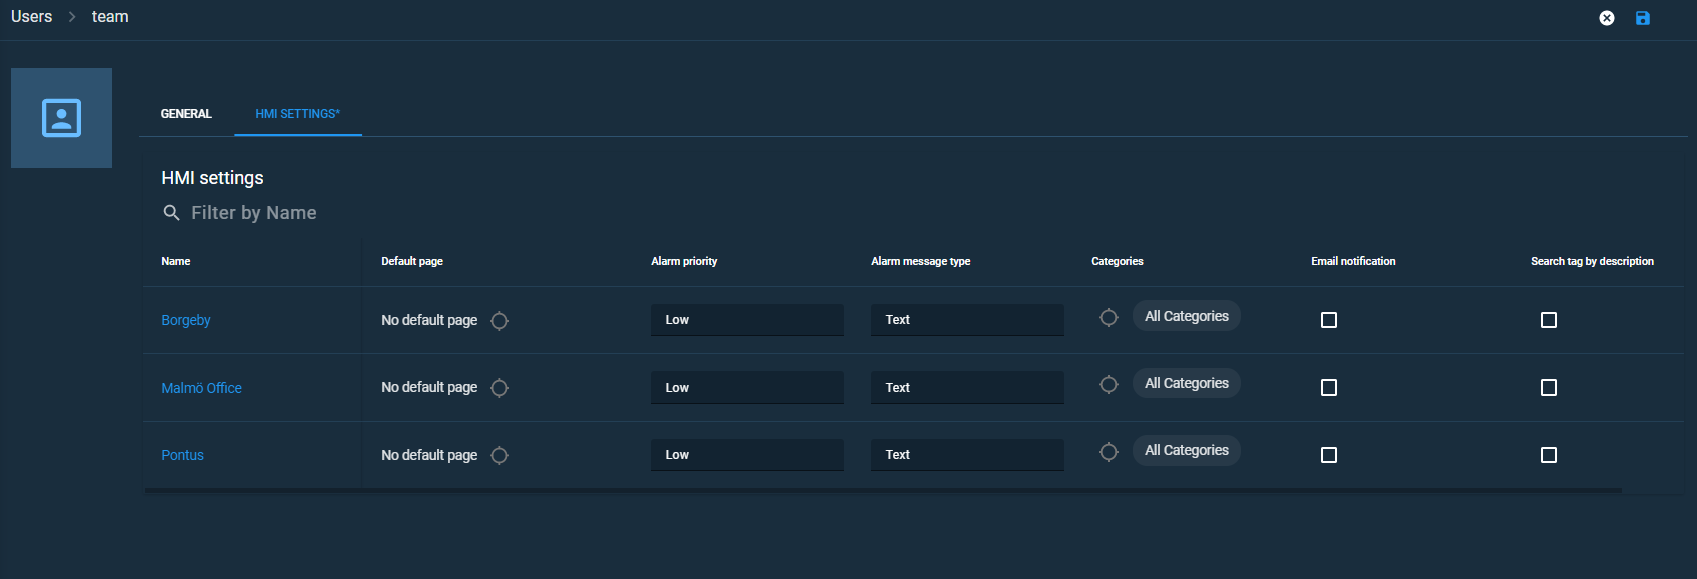 Users > team
GENERAL HMI SETTINGS*
HMI settings
Filter by Name
Name Default page Alarm priority Alarm message type Categories Email notification Search tag by description
Borgeby No default page Low Text All Categories
Malmö Office No default page Low Text All Categories
Pontus No default page Low Text All Categories